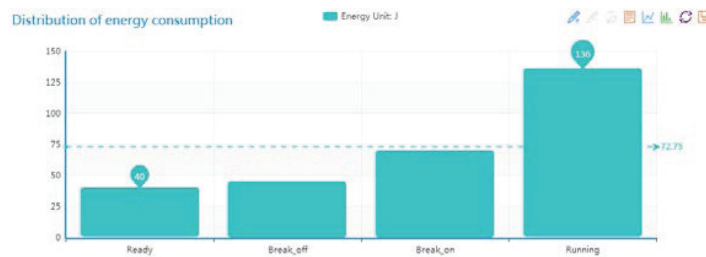 Distribution of energy consumption
Energy Unit: J
150
125
100
75
50
25
0
40
136
72.75
Ready
Break_off
Break_on
Running